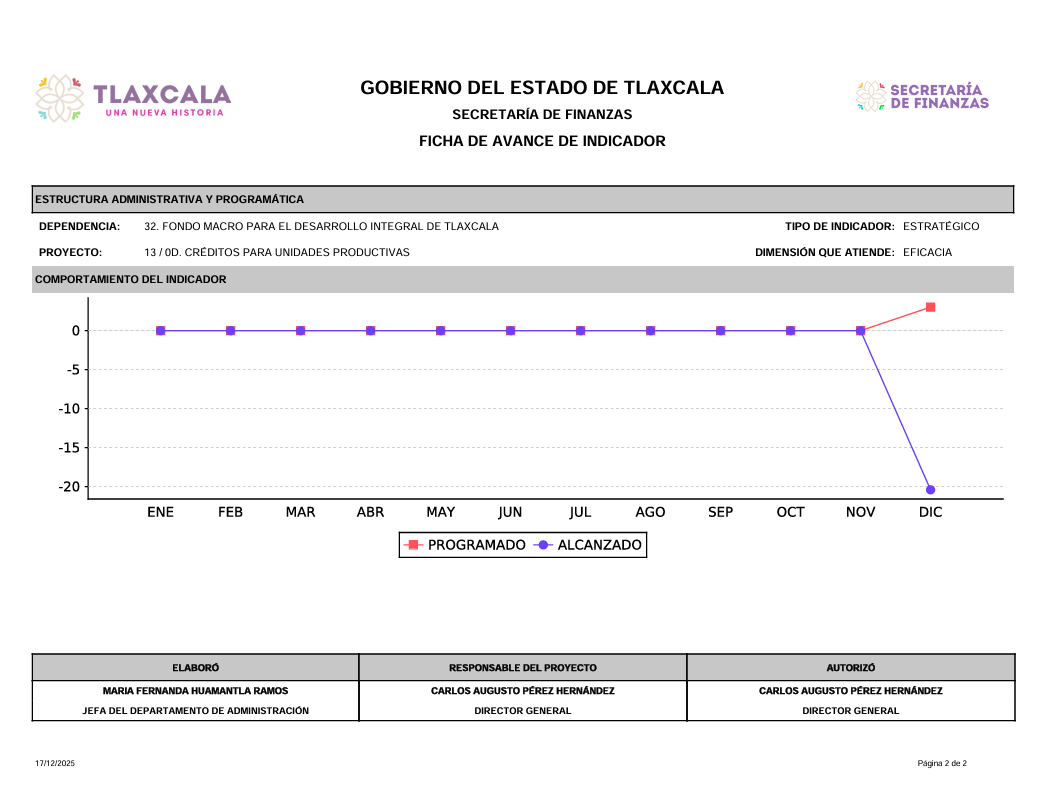 TLAXCALA
UNA NUEVA HISTORIA
GOBIERNO DEL ESTADO DE TLAXCALA
SECRETARÍA DE FINANZAS
FICHA DE AVANCE DE INDICADOR
SECRETARÍA
DE FINANZAS
ESTRUCTURA ADMINISTRATIVA Y PROGRAMÁTICA
DEPENDENCIA: 32. FONDO MACRO PARA EL DESARROLLO INTEGRAL DE TLAXCALA TIPO DE INDICADOR: ESTRATÉGICO
PROYECTO: 13 / 0D. CRÉDITOS PARA UNIDADES PRODUCTIVAS DIMENSIÓN QUE ATIENDE: EFICACIA
COMPORTAMIENTO DEL INDICADOR
0
-5
-10
-15
-20
ENE FEB MAR ABR MAY JUN JUL AGO SEP OCT NOV DIC
PROGRAMADO ALCANZADO
ELABORÓ RESPONSABLE DEL PROYECTO AUTORIZÓ
MARIA FERNANDA HUAMANTLA RAMOS CARLOS AUGUSTO PÉREZ HERNÁNDEZ CARLOS AUGUSTO PÉREZ HERNÁNDEZ
JEFA DEL DEPARTAMENTO DE ADMINISTRACIÓN DIRECTOR GENERAL DIRECTOR GENERAL
17/12/2025 Página 2 de 2